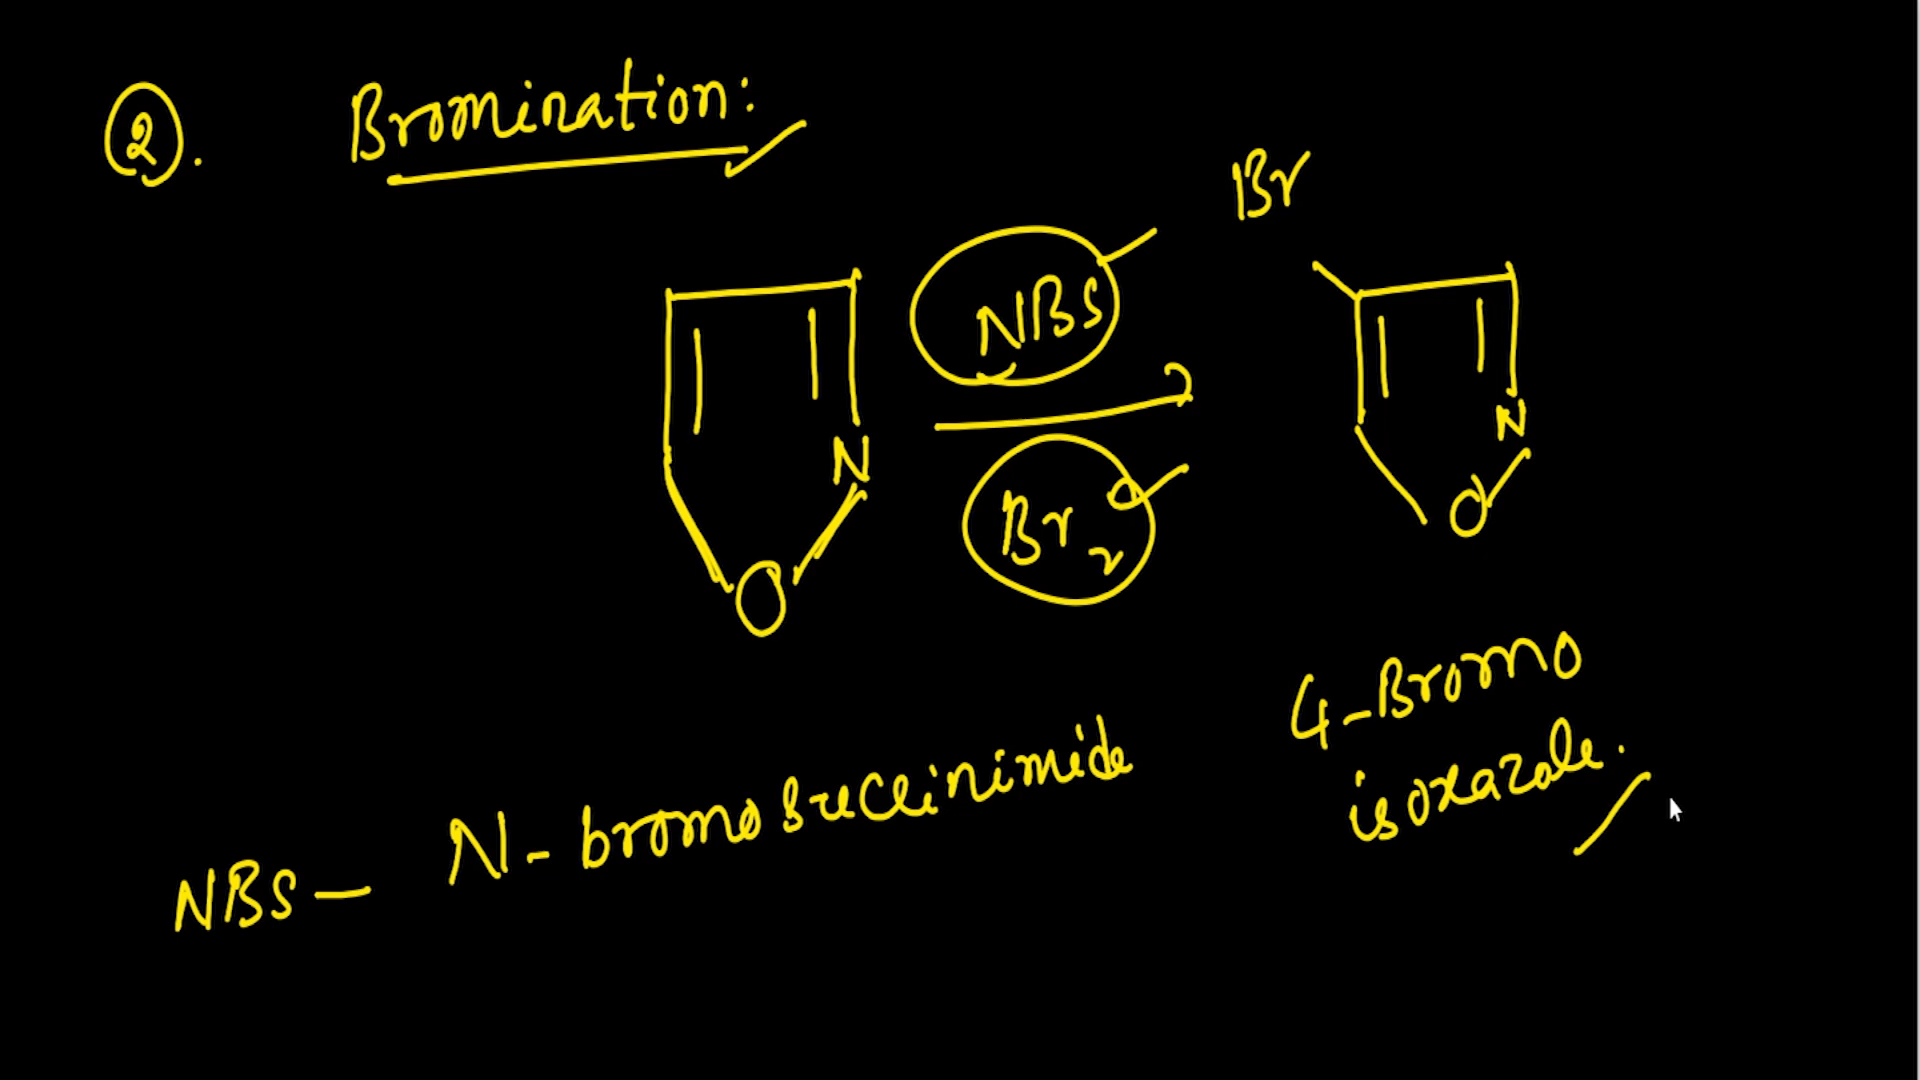 2. Bromination:
Br
NBS
N
N
Br2
O
O
4-Bromo
isoxazole.
NBS - N-bromosuccinimide